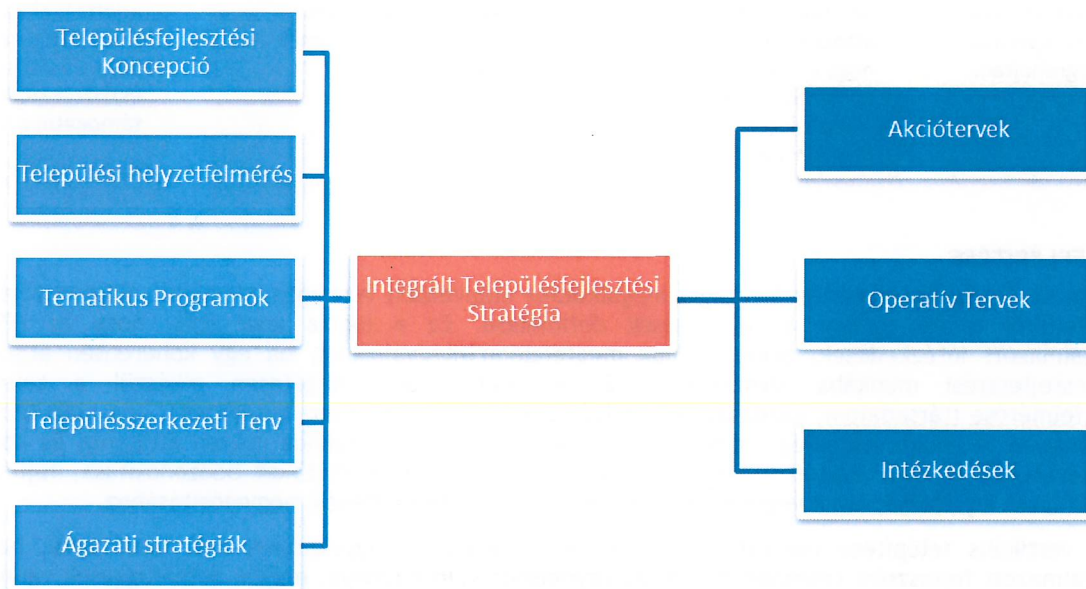 Településfejlesztési
Koncepció
Települési helyzetfelmérés
Tematikus Programok
Településszerkezeti Terv
Ágazati stratégiák
Integrált Településfejlesztési
Stratégia
Akciótervek
Operatív Tervek
Intézkedések